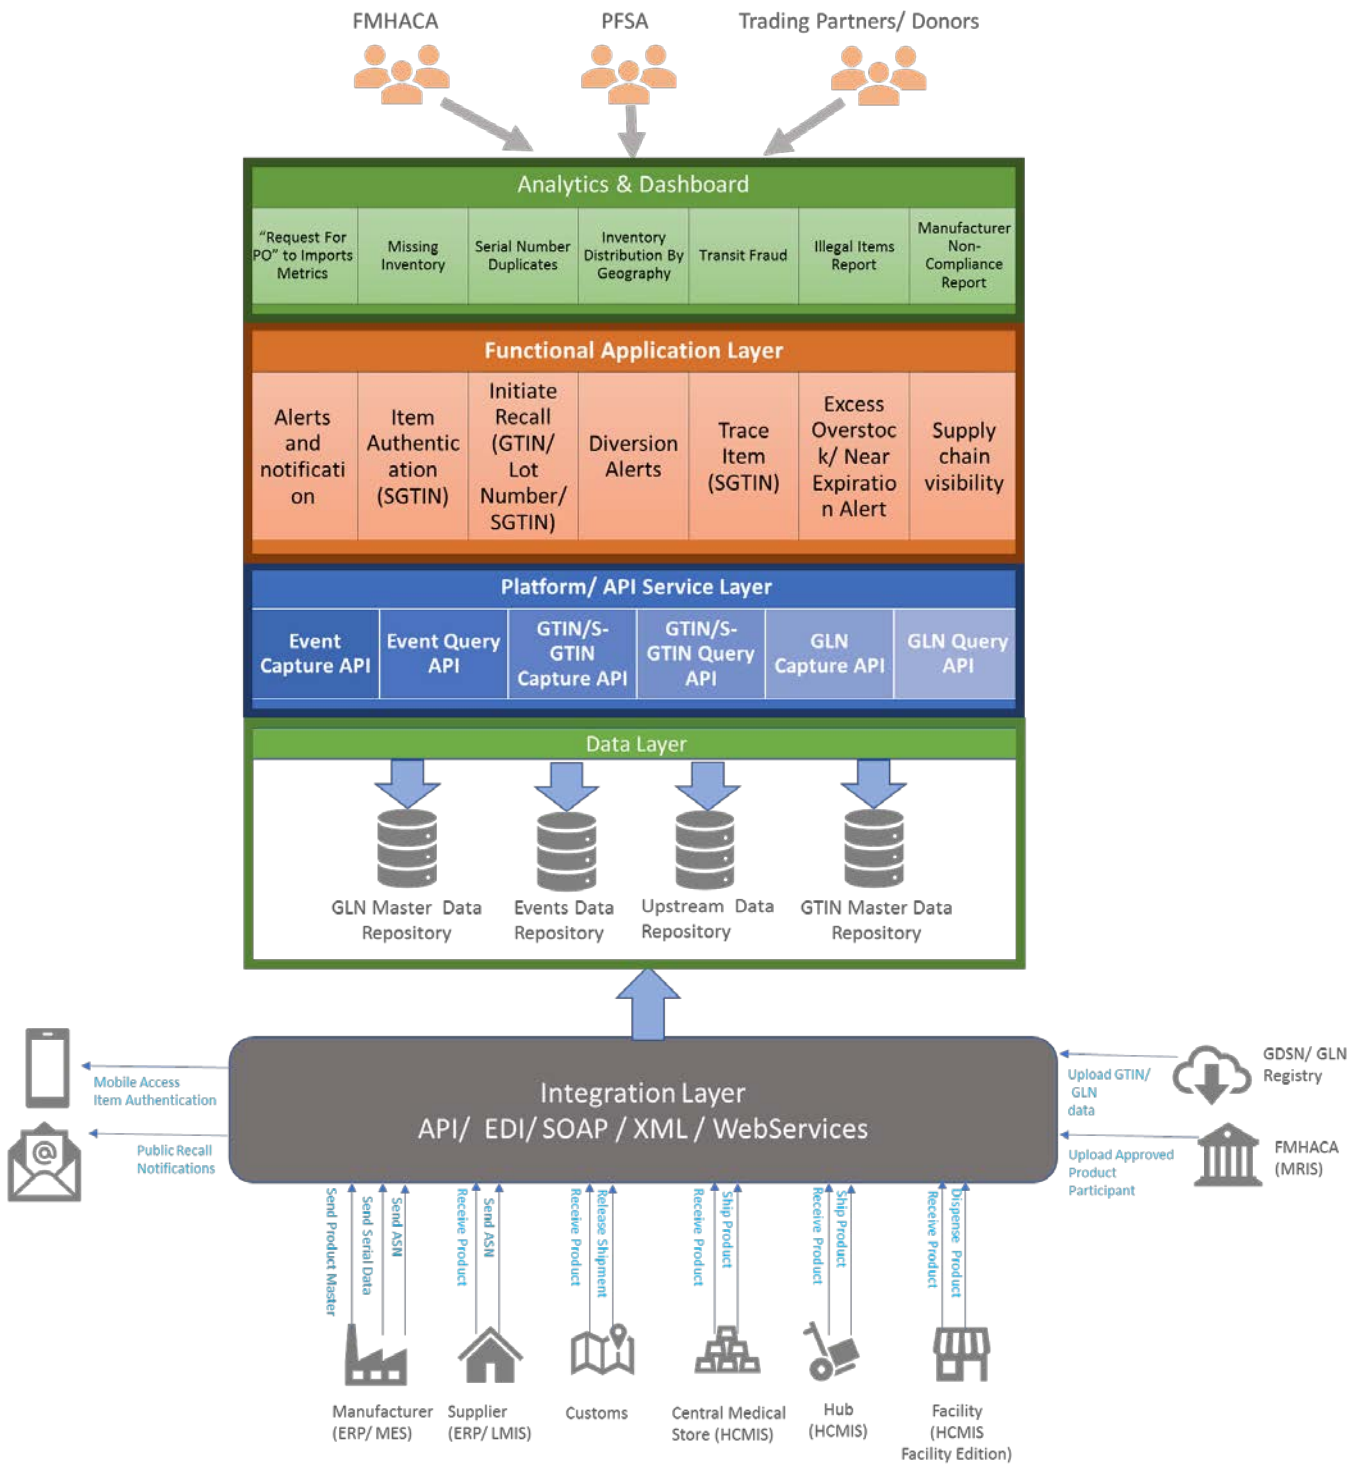 FMHACA
PFSA
Trading Partners/ Donors
Analytics & Dashboard
“Request For
PO” to Imports
Metrics
Missing
Inventory
Serial Number
Duplicates
Inventory
Distribution By
Geography
Transit Fraud
Illegal Items
Report
Manufacturer
Non-
Compliance
Report
Functional Application Layer
Alerts
and
notificati
on
Item
Authentic
ation
(SGTIN)
Initiate
Recall
(GTIN/
Lot
Number/
SGTIN)
Diversion
Alerts
Trace
Item
(SGTIN)
Excess
Overstoc
k/ Near
Expiratio
n Alert
Supply
chain
visibility
Platform/ API Service Layer
Event
Capture API
Event Query
API
GTIN/S-
GTIN
Capture API
GTIN/S-
GTIN Query
API
GLN
Capture API
GLN Query
API
Data Layer
GLN Master Data
Repository
Events Data
Repository
Upstream Data
Repository
GTIN Master Data
Repository
Integration Layer
API/ EDI/ SOAP / XML / WebServices
Mobile Access
Item Authentication
Public Recall
Notifications
Upload GTIN/
GLN
data
GDSN/ GLN
Registry
Upload Approved
Product
Participant
FMHACA
(MRIS)
Send Product Master
Send Serial Data
Send ASN
Receive Product
Send ASN
Receive Product
Release Shipment
Receive Product
Ship Product
Receive Product
Ship Product
Receive Product
Dispense Product
Manufacturer
(ERP/ MES)
Supplier
(ERP/ LMIS)
Customs
Central Medical
Store (HCMIS)
Hub
(HCMIS)
Facility
(HCMIS
Facility Edition)